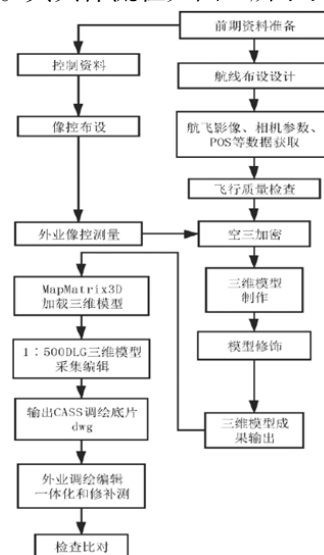 前期资料准备
控制资料
航线布设设计
像控布设
航飞影像、相机参数、
POS等数据获取
飞行质量检查
外业像控测量
空三加密
MapMatrix3D
加载三维模型
三维模型
制作
1：500DLG三维模型
采集编辑
模型修饰
输出CASS调绘底片
dwg
三维模型成
果输出
外业调绘编辑
一体化和修补测
检查比对